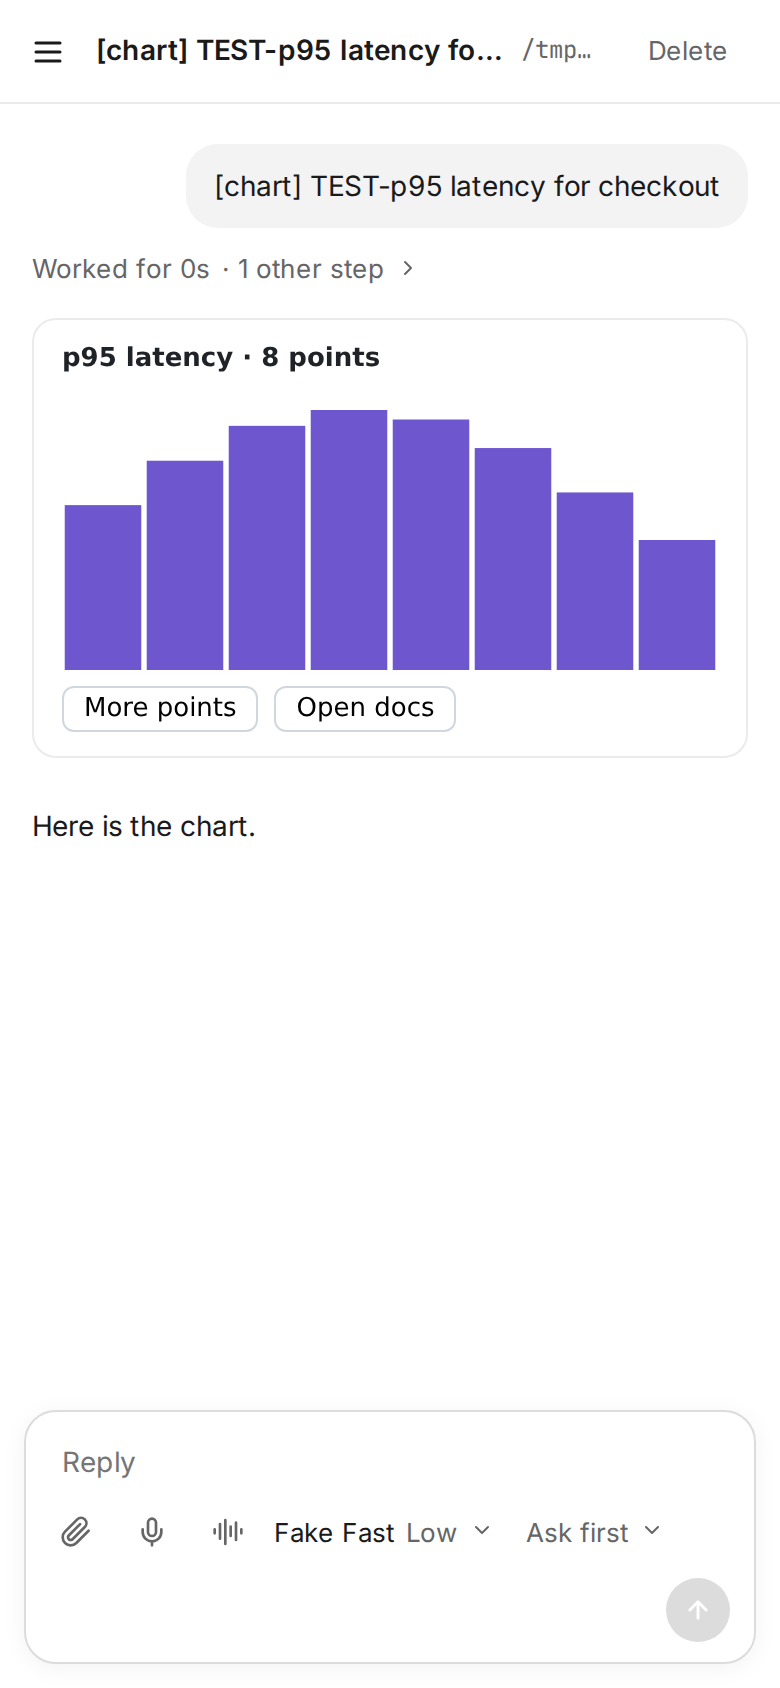 [chart] TEST-p95 latency fo... /tmp… Delete
[chart] TEST-p95 latency for checkout
Worked for 0s · 1 other step
p95 latency · 8 points
More points Open docs
Here is the chart.
Reply
Fake Fast Low Ask first